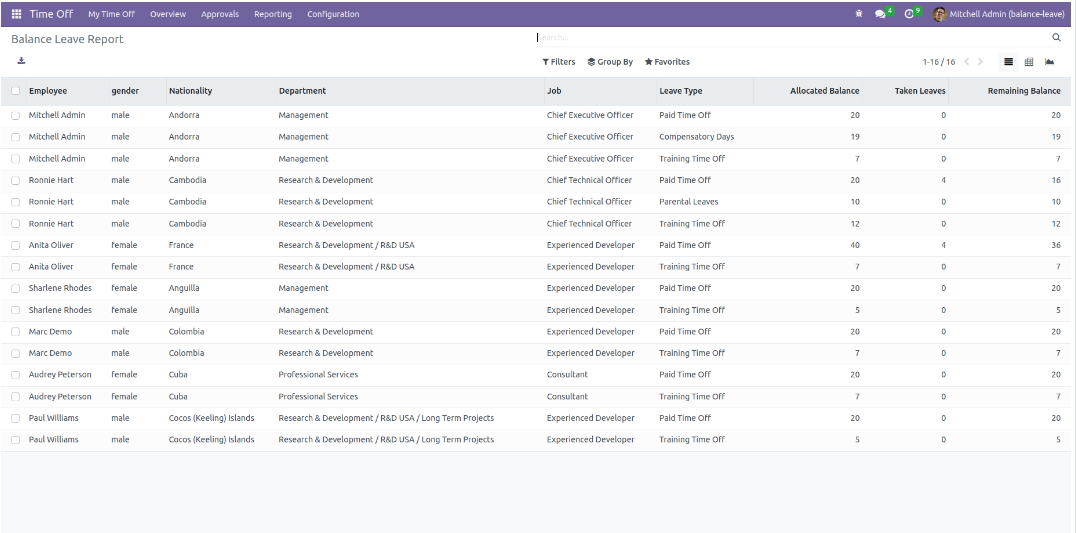 Time Off My Time Off Overview Approvals Reporting Configuration 4 9 Mitchell Admin (balance-leave)
Balance Leave Report Search...
Filters Group By Favorites 1-16 / 16
Employee gender Nationality Department Job Leave Type Allocated Balance Taken Leaves Remaining Balance
Mitchell Admin male Andorra Management Chief Executive Officer Paid Time Off 20 0 20
Mitchell Admin male Andorra Management Chief Executive Officer Compensatory Days 19 0 19
Mitchell Admin male Andorra Management Chief Executive Officer Training Time Off 7 0 7
Ronnie Hart male Cambodia Research & Development Chief Technical Officer Paid Time Off 20 4 16
Ronnie Hart male Cambodia Research & Development Chief Technical Officer Parental Leaves 10 0 10
Ronnie Hart male Cambodia Research & Development Chief Technical Officer Training Time Off 12 0 12
Anita Oliver female France Research & Development / R&D USA Experienced Developer Paid Time Off 40 4 36
Anita Oliver female France Research & Development / R&D USA Experienced Developer Training Time Off 7 0 7
Sharlene Rhodes female Anguilla Management Experienced Developer Paid Time Off 20 0 20
Sharlene Rhodes female Anguilla Management Experienced Developer Training Time Off 5 0 5
Marc Demo male Colombia Research & Development Experienced Developer Paid Time Off 20 0 20
Marc Demo male Colombia Research & Development Experienced Developer Training Time Off 7 0 7
Audrey Peterson female Cuba Professional Services Consultant Paid Time Off 20 0 20
Audrey Peterson female Cuba Professional Services Consultant Training Time Off 7 0 7
Paul Williams male Cocos (Keeling) Islands Research & Development / R&D USA / Long Term Projects Experienced Developer Paid Time Off 20 0 20
Paul Williams male Cocos (Keeling) Islands Research & Development / R&D USA / Long Term Projects Experienced Developer Training Time Off 5 0 5